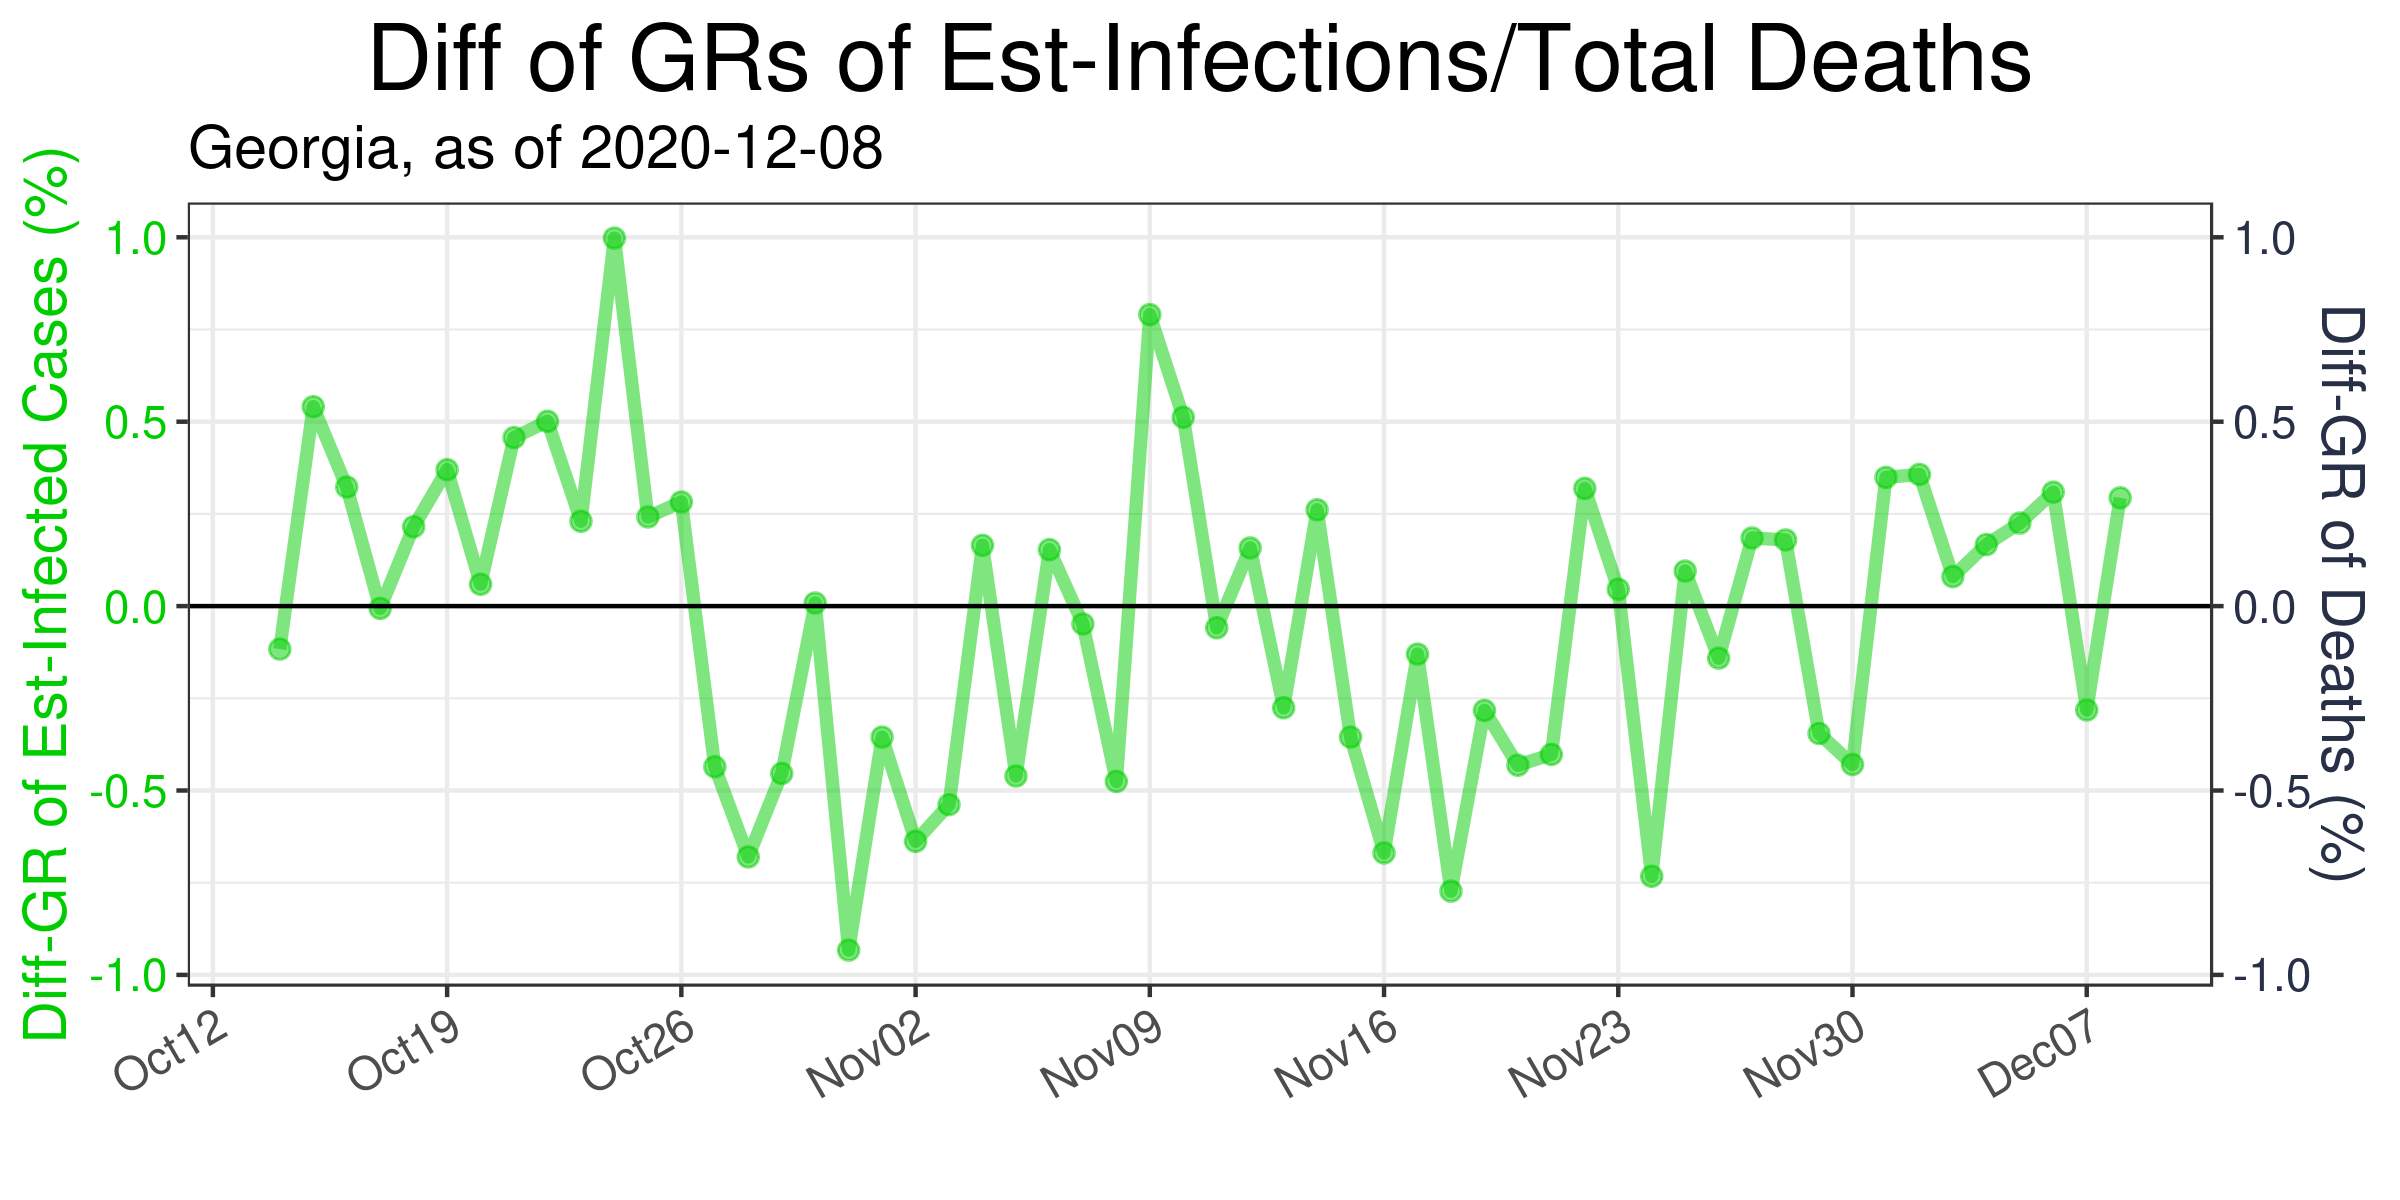 Diff of GRs of Est-Infections/Total Deaths
Georgia, as of 2020-12-08
Diff-GR of Est-Infected Cases (%)
1.0
0.5
0.0
-0.5
-1.0
1.0
0.5
0.0
-0.5
-1.0
Diff-GR of Deaths (%)
Oct12 Oct19 Oct26 Nov02 Nov09 Nov16 Nov23 Nov30 Dec07